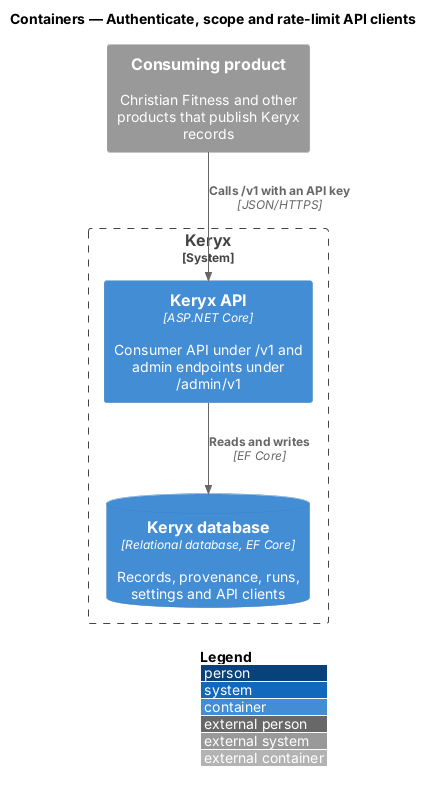 Containers — Authenticate, scope and rate-limit API clients
Consuming product
Christian Fitness and other
products that publish Keryx
records
Calls /v1 with an API key
[JSON/HTTPS]
Keryx
[System]
Keryx API
[ASP.NET Core]
Consumer API under /v1 and
admin endpoints under
/admin/v1
Reads and writes
[EF Core]
Keryx database
[Relational database, EF Core]
Records, provenance, runs,
settings and API clients
Legend
person
system
container
external person
external system
external container